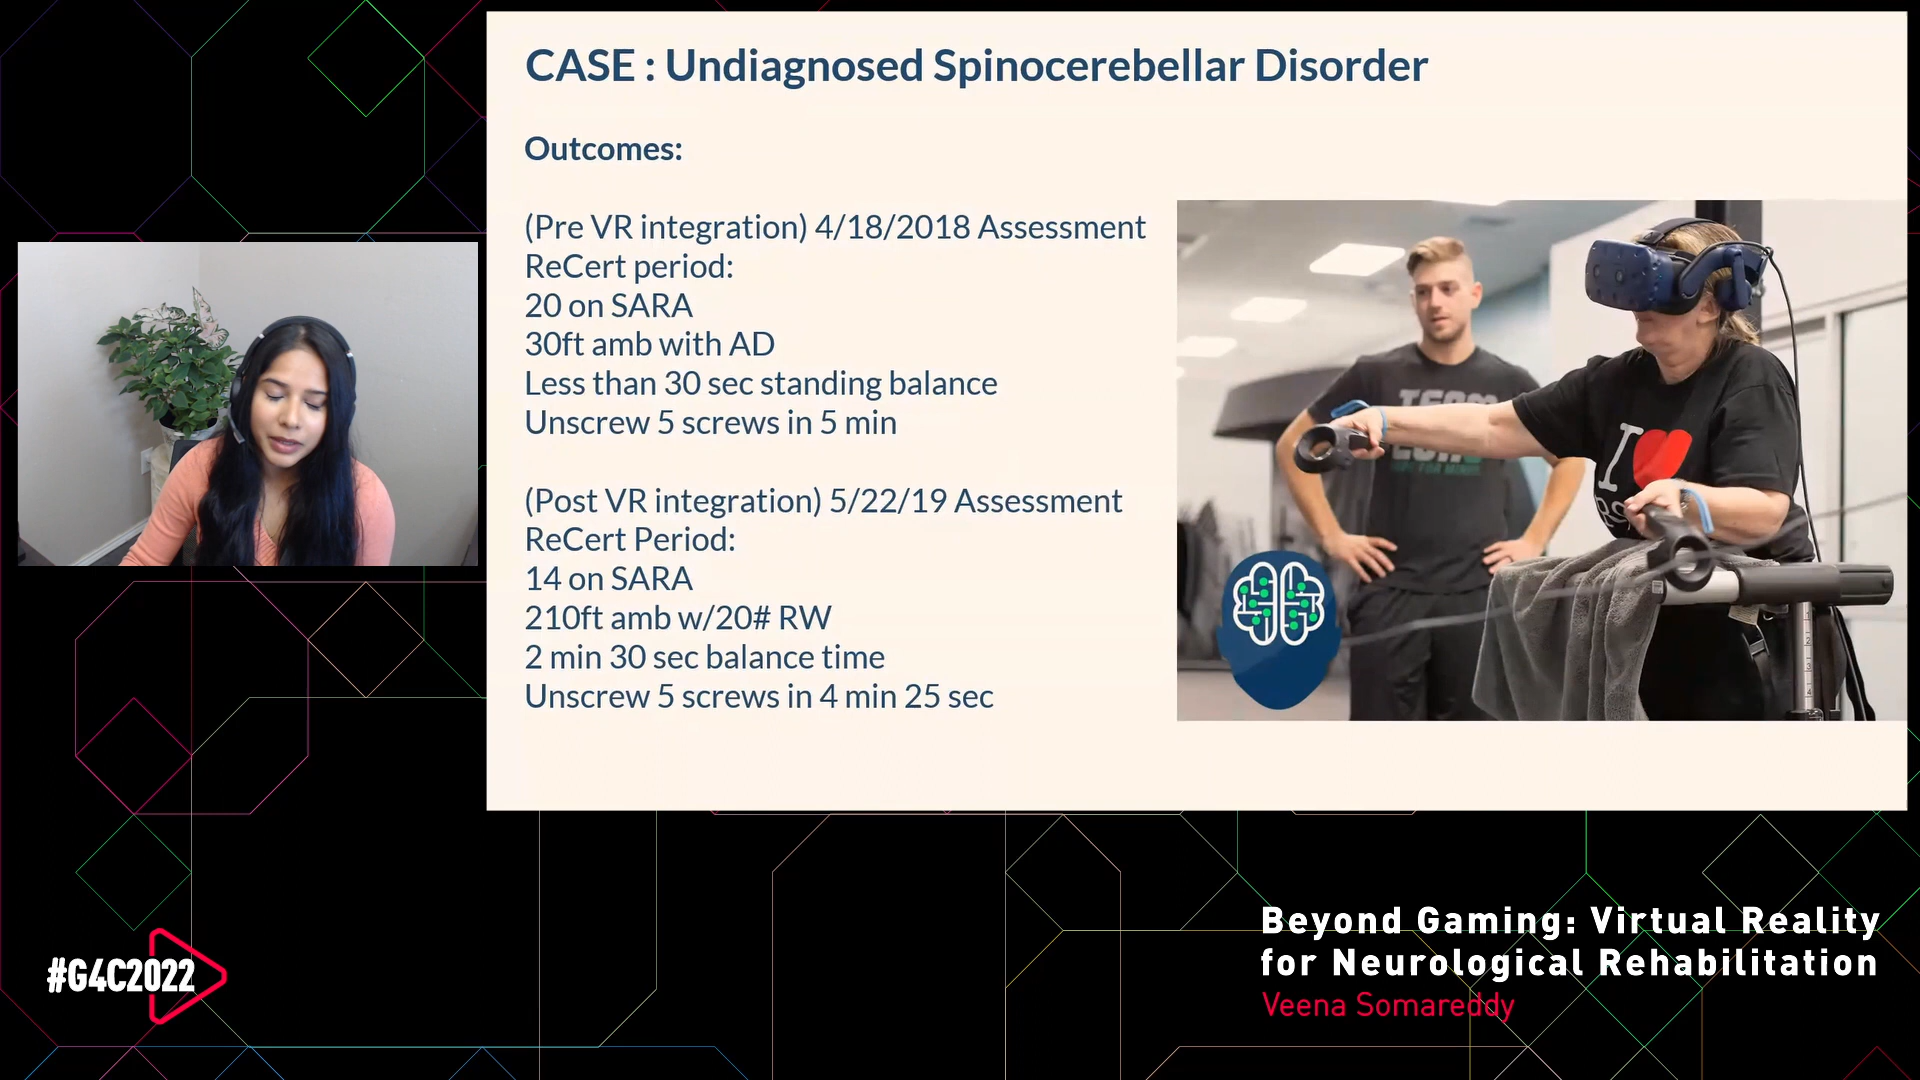 CASE : Undiagnosed Spinocerebellar Disorder
Outcomes:
(Pre VR integration) 4/18/2018 Assessment
ReCert period:
20 on SARA
30ft amb with AD
Less than 30 sec standing balance
Unscrew 5 screws in 5 min
(Post VR integration) 5/22/19 Assessment
ReCert Period:
14 on SARA
210ft amb w/20# RW
2 min 30 sec balance time
Unscrew 5 screws in 4 min 25 sec
TEAM
I
#G4C2022
Beyond Gaming: Virtual Reality
for Neurological Rehabilitation
Veena Somareddy